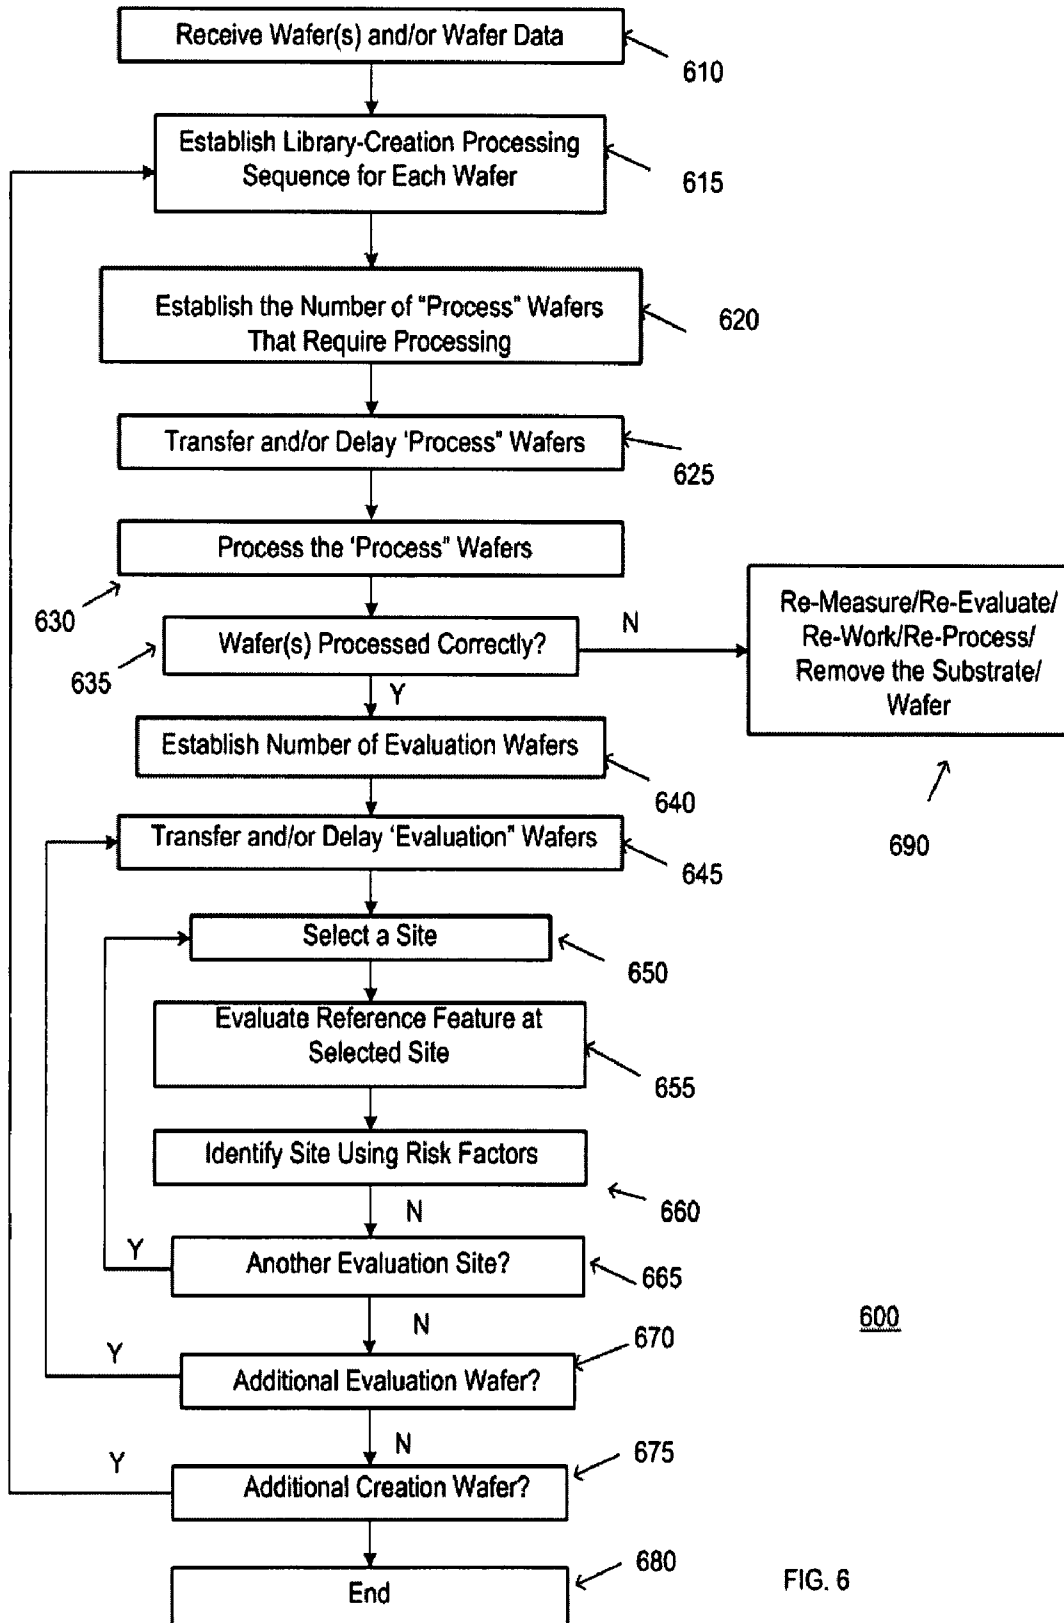 Receive Wafer(s) and/or Wafer Data
610
Establish Library-Creation Processing
Sequence for Each Wafer
615
Establish the Number of "Process" Wafers
That Require Processing
620
Transfer and/or Delay 'Process" Wafers
625
Process the 'Process" Wafers
630
Wafer(s) Processed Correctly?
635
N
Y
Re-Measure/Re-Evaluate/
Re-Work/Re-Process/
Remove the Substrate/
Wafer
690
Establish Number of Evaluation Wafers
640
Transfer and/or Delay 'Evaluation" Wafers
645
Select a Site
650
Evaluate Reference Feature at
Selected Site
655
Identify Site Using Risk Factors
660
N
Y
Another Evaluation Site?
665
N
600
Y
Additional Evaluation Wafer?
670
N
Y
Additional Creation Wafer?
675
End
680
FIG. 6